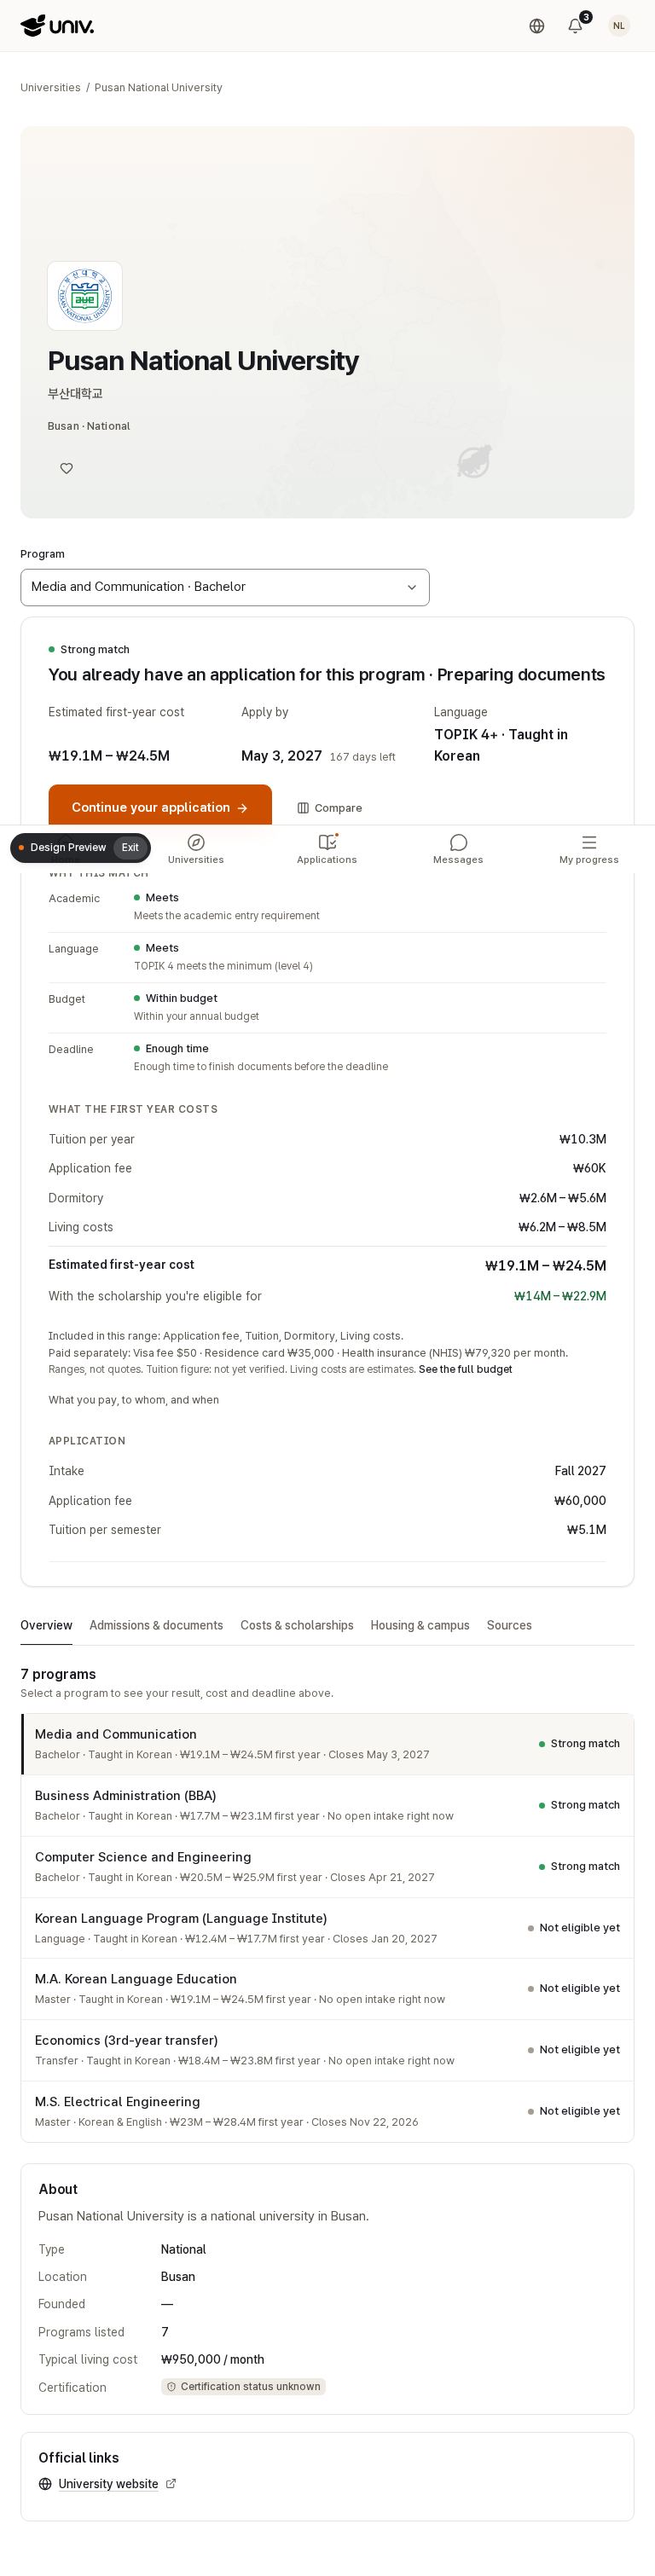 UNIV.
3
NL
Universities / Pusan National University
부산대학교
PUSAN NATIONAL UNIVERSITY
Pusan National University
부산대학교
Busan · National
Program
Media and Communication · Bachelor
Strong match
You already have an application for this program · Preparing documents
Estimated first-year cost
Apply by
Language
₩19.1M – ₩24.5M
May 3, 2027 167 days left
TOPIK 4+ · Taught in
Korean
Continue your application →
Compare
Design Preview Exit
Universities
Applications
Messages
My progress
WHY THIS MATCH
Academic
Meets
Meets the academic entry requirement
Language
Meets
TOPIK 4 meets the minimum (level 4)
Budget
Within budget
Within your annual budget
Deadline
Enough time
Enough time to finish documents before the deadline
WHAT THE FIRST YEAR COSTS
Tuition per year ₩10.3M
Application fee ₩60K
Dormitory ₩2.6M – ₩5.6M
Living costs ₩6.2M – ₩8.5M
Estimated first-year cost ₩19.1M – ₩24.5M
With the scholarship you're eligible for ₩14M – ₩22.9M
Included in this range: Application fee, Tuition, Dormitory, Living costs.
Paid separately: Visa fee $50 · Residence card ₩35,000 · Health insurance (NHIS) ₩79,320 per month.
Ranges, not quotes. Tuition figure: not yet verified. Living costs are estimates. See the full budget
What you pay, to whom, and when
APPLICATION
Intake Fall 2027
Application fee ₩60,000
Tuition per semester ₩5.1M
Overview Admissions & documents Costs & scholarships Housing & campus Sources
7 programs
Select a program to see your result, cost and deadline above.
Media and Communication
Bachelor · Taught in Korean · ₩19.1M – ₩24.5M first year · Closes May 3, 2027
Strong match
Business Administration (BBA)
Bachelor · Taught in Korean · ₩17.7M – ₩23.1M first year · No open intake right now
Strong match
Computer Science and Engineering
Bachelor · Taught in Korean · ₩20.5M – ₩25.9M first year · Closes Apr 21, 2027
Strong match
Korean Language Program (Language Institute)
Language · Taught in Korean · ₩12.4M – ₩17.7M first year · Closes Jan 20, 2027
Not eligible yet
M.A. Korean Language Education
Master · Taught in Korean · ₩19.1M – ₩24.5M first year · No open intake right now
Not eligible yet
Economics (3rd-year transfer)
Transfer · Taught in Korean · ₩18.4M – ₩23.8M first year · No open intake right now
Not eligible yet
M.S. Electrical Engineering
Master · Korean & English · ₩23M – ₩28.4M first year · Closes Nov 22, 2026
Not eligible yet
About
Pusan National University is a national university in Busan.
Type National
Location Busan
Founded —
Programs listed 7
Typical living cost ₩950,000 / month
Certification Certification status unknown
Official links
University website